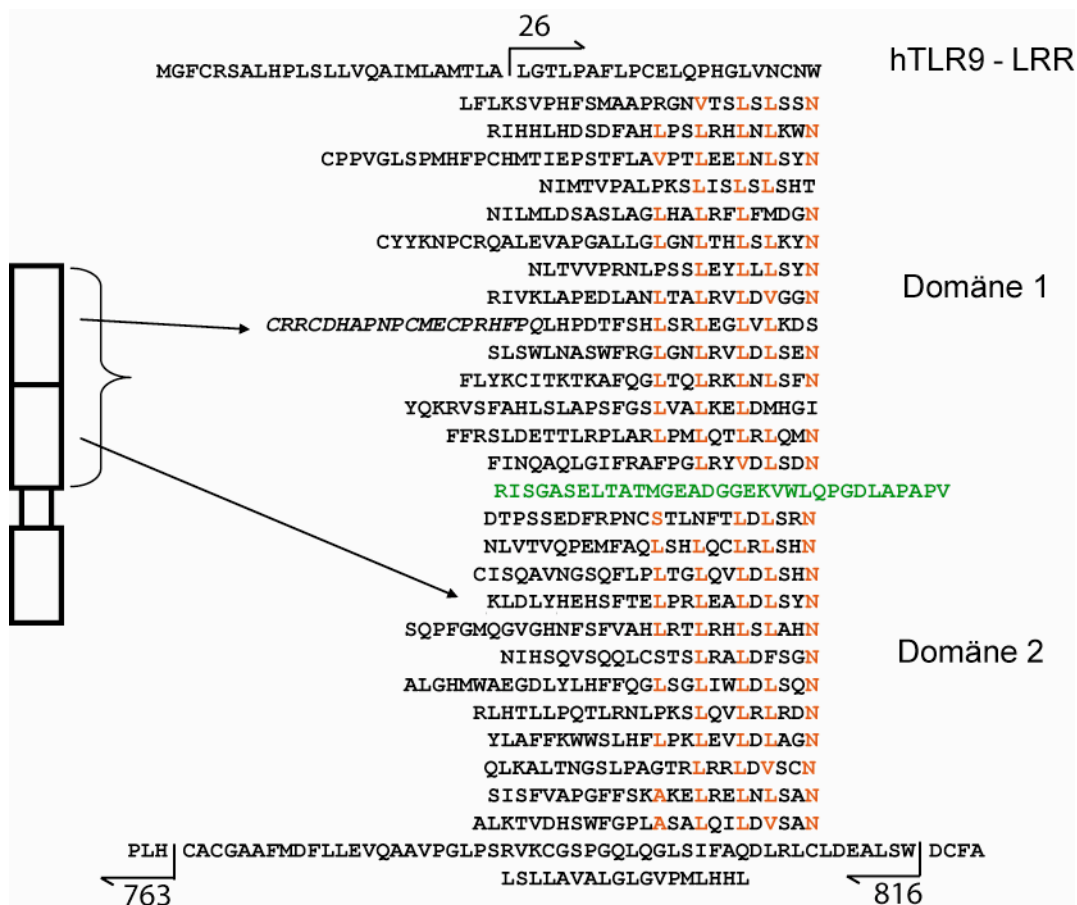 26
hTLR9 - LRR
MGFCRSALHPLSLLVQAIMLAMTLA LGTLPAFLPCELQPHGLVNCNW
LFLKSVPHFSMAAPRGNVTSLSLSSN
RIHHLHDSDFAHLPSLRHLNLKWN
CPPVGLSPMHFPCHMTIEPSTFLAVPTLEELNLSYN
NIMTVPALPKSLISLSLSHT
NILMLDSASLAGLHALRFLFMDGN
CYYKNPCRQALEVAPGALLGLGNLTHLSLKYN
NLTVVPRNLPSSLEYLLLSYN
RIVKLAPEDLANLTALRVLDVGGN
Domäne 1
CRRCDHAPNPCMECPRHFPQLHPDTFSHLSRLEGLVLKDS
SLSWLNASWFRGLGNLRVLDLSEN
FLYKCITKTKAFQGLTQLRKLNLSFN
YQKRVSFAHLSLAPSFGSLVALKELDMHGI
FFRSLDETTLRPLARLPMLQTLRLQMN
FINQAQLGIFRAFPGLRYVDLSDN
RISGASELTATMGEADGGEKVWLQPGDLAPAPV
DTPSSEDFRPNCSTLNFTLDLSRN
NLVTVQPEMFAQLSHLQCLRLSHN
CISQAVNGSQFLPLTGLQVLDLSHN
KLDLYHEHSFTELPRLEALDLSYN
SQPFGMQGVGHNFSFVAHLRTLRHLSLAHN
NIHSQVSQQLCSTSLRALDFSGN
Domäne 2
ALGHMWAEGDLYLHFFQGLSGLIWLDLSQN
RLHTLLPQTLRNLPKSLQVLRLRDN
YLAFFKWWSLHFLPKLEVLDLAGN
QLKALTNGSLPAGTRLRRLDVSCN
SISFVAPGFFSKAKELRELNLSAN
ALKTVDHSWFGPLASALQILDVSAN
PLH CACGAAFMDFLLEVQAAVPGLPSRVKCGSPGQLQGLSIFAQDLRLCLDEALSW DCFA
763
LSLLAVALGLGVPMLHHL
816